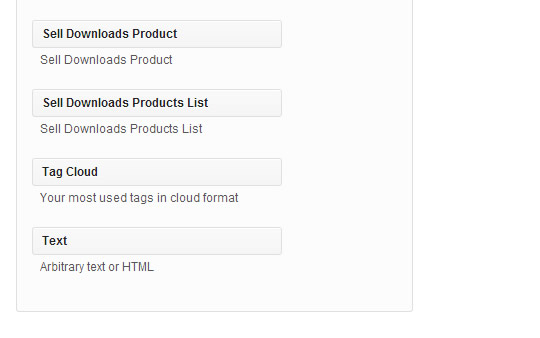 Sell Downloads Product
Sell Downloads Product
Sell Downloads Products List
Sell Downloads Products List
Tag Cloud
Your most used tags in cloud format
Text
Arbitrary text or HTML